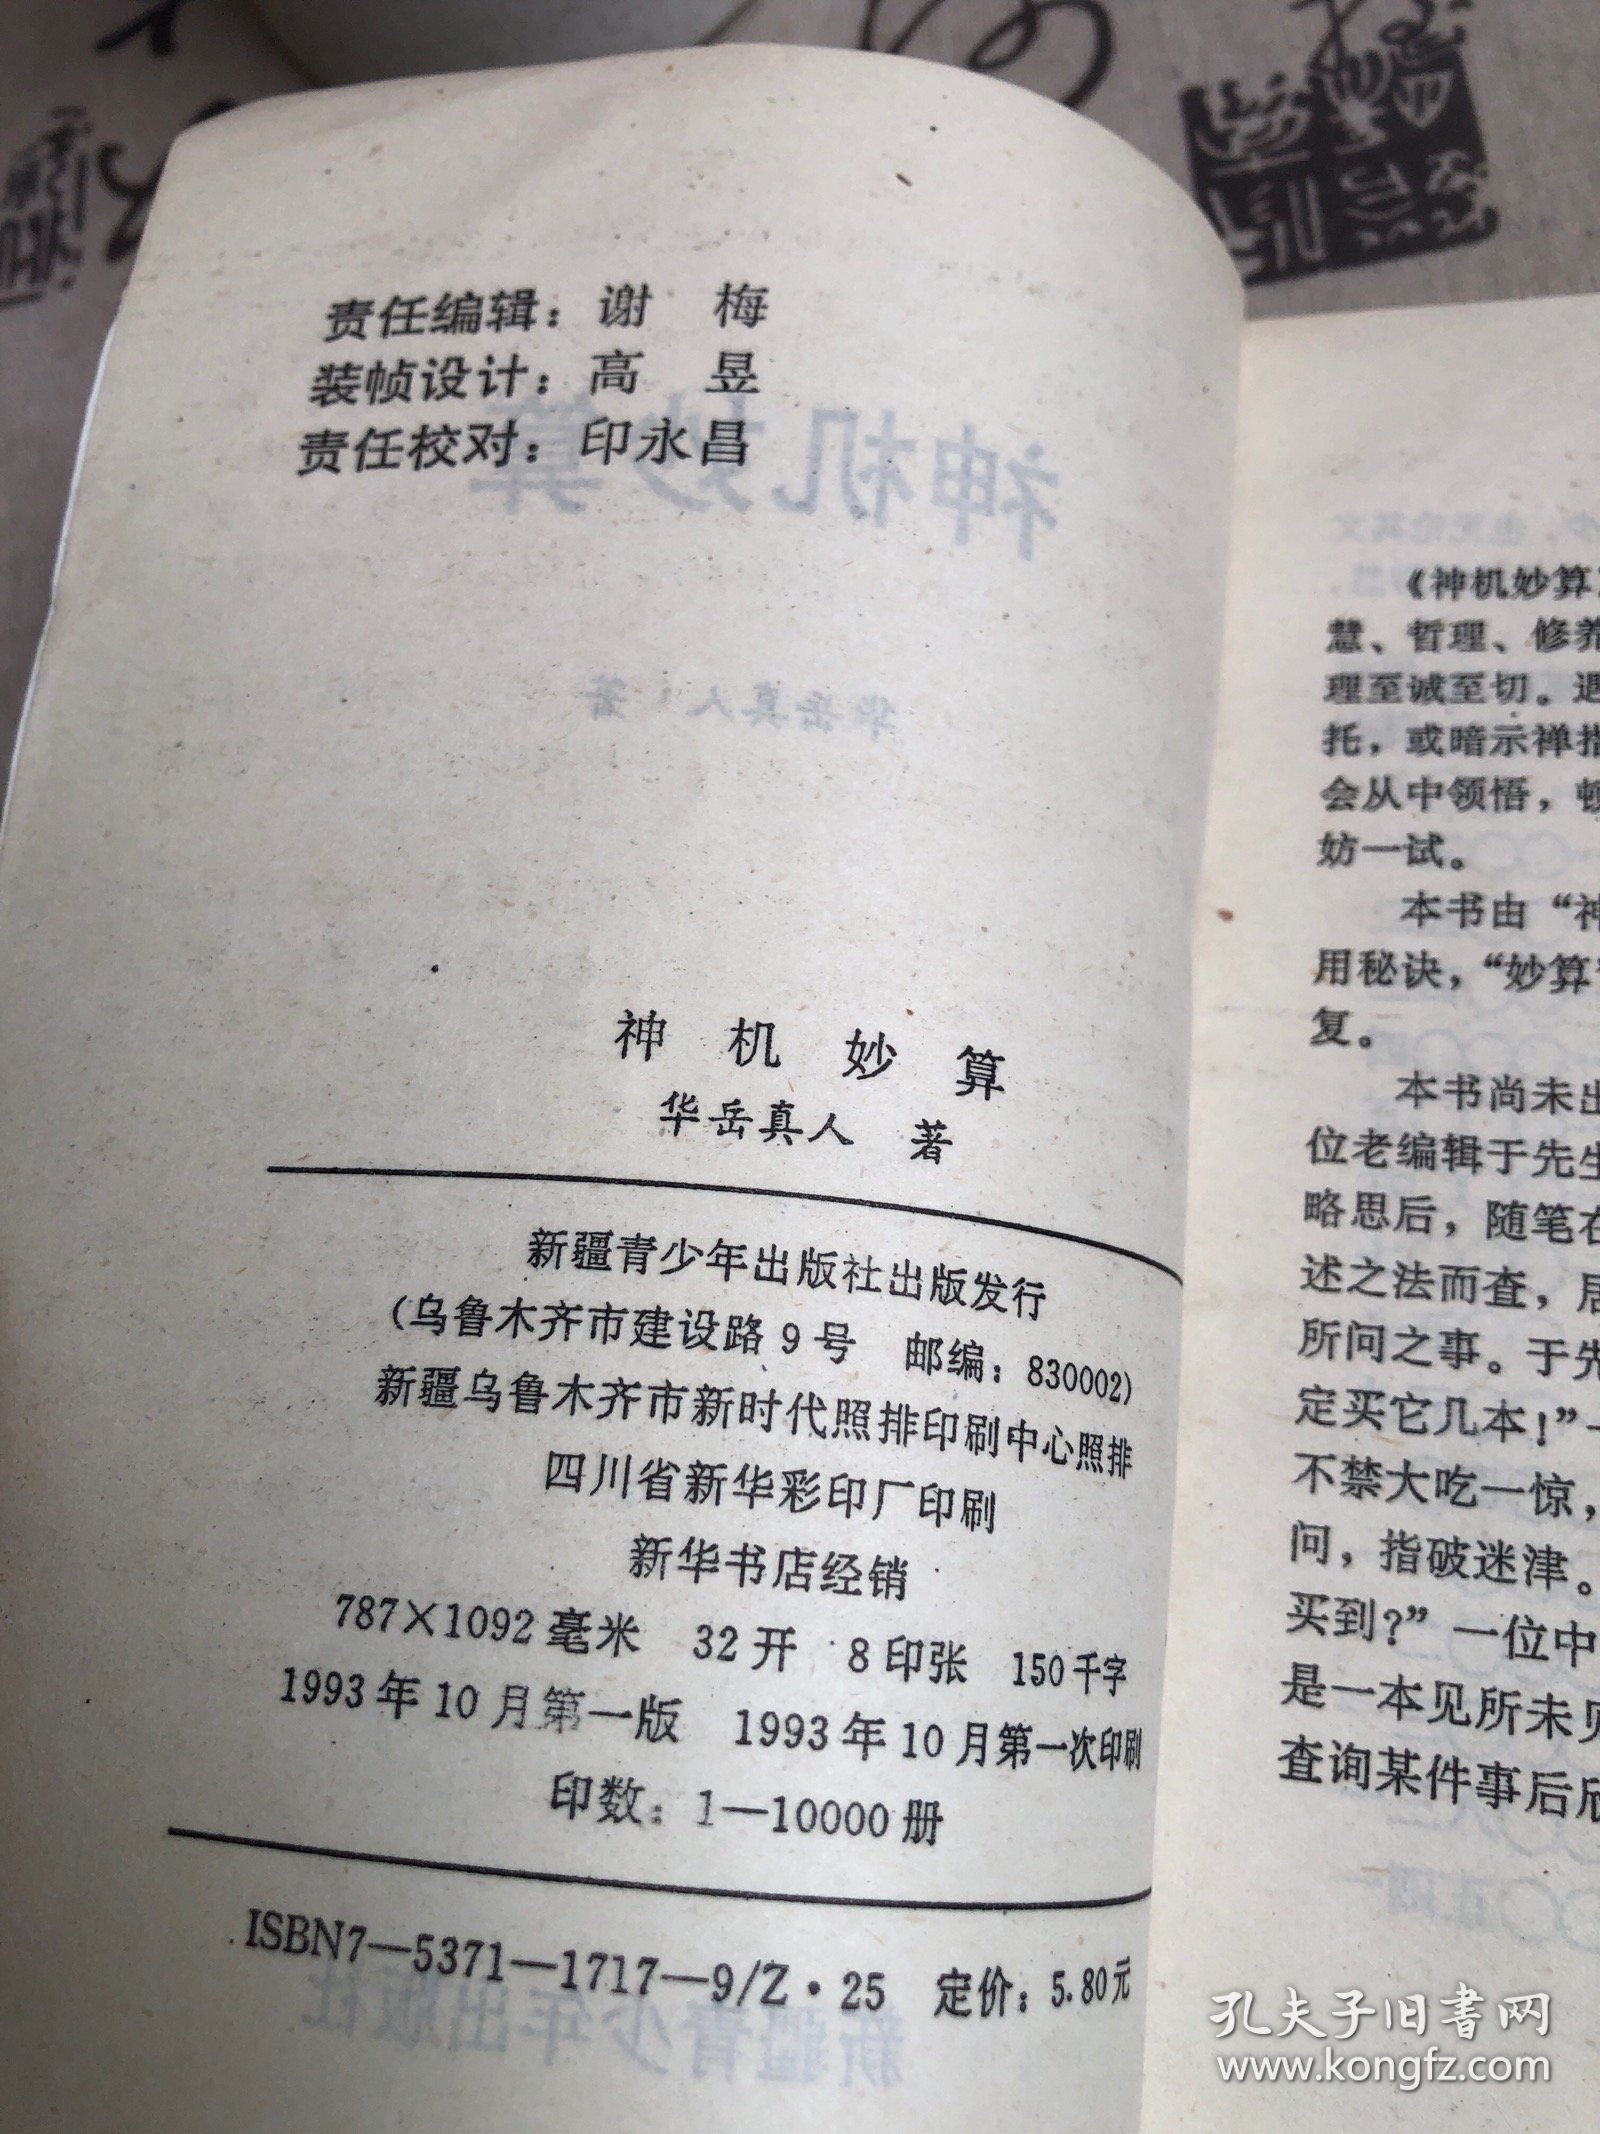 责任编辑：谢 梅
装帧设计：高 昱
责任校对：印永昌
神 机 妙 算
华岳真人 著
新疆青少年出版社出版发行
（乌鲁木齐市建设路9号 邮编：830002）
新疆乌鲁木齐市新时代照排印刷中心照排
四川省新华彩印厂印刷
新华书店经销
787×1092毫米 32开 8印张 150千字
1993年10月第一版 1993年10月第一次印刷
印数：1—10000册
ISBN7—5371—1717—9/Z·25 定价：5.80元
《神机妙算
慧、哲理、修养
理至诚至切。遇
托，或暗示禅指
会从中领悟，顿
妨一试。
本书由“神
用秘诀，“妙算
复。
本书尚未出
位老编辑于先生
略思后，随笔在
述之法而查，居
所问之事。于先
定买它几本！”
不禁大吃一惊，
问，指破迷津。
买到？”一位中
是一本见所未见
查询某件事后欣
孔夫子旧书网
www.kongfz.com